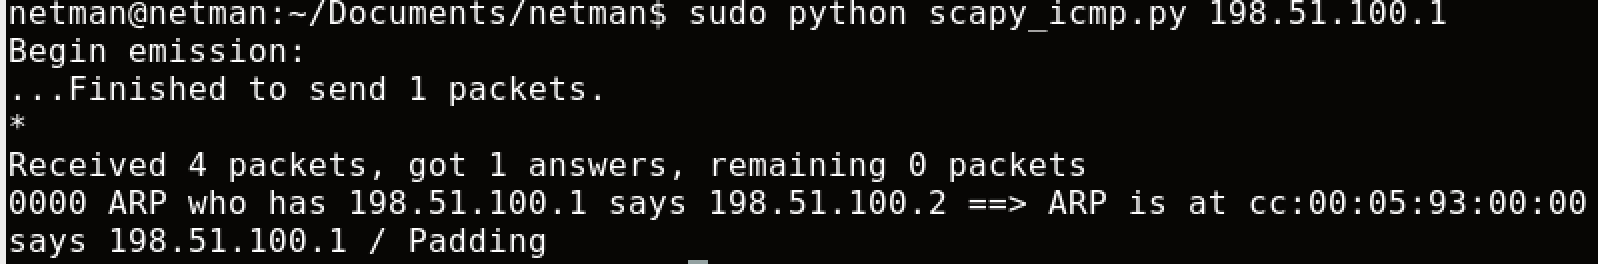 netman@netman:~/Documents/netman$ sudo python scapy_icmp.py 198.51.100.1
Begin emission:
...Finished to send 1 packets.
*
Received 4 packets, got 1 answers, remaining 0 packets
0000 ARP who has 198.51.100.1 says 198.51.100.2 ==> ARP is at cc:00:05:93:00:00
says 198.51.100.1 / Padding